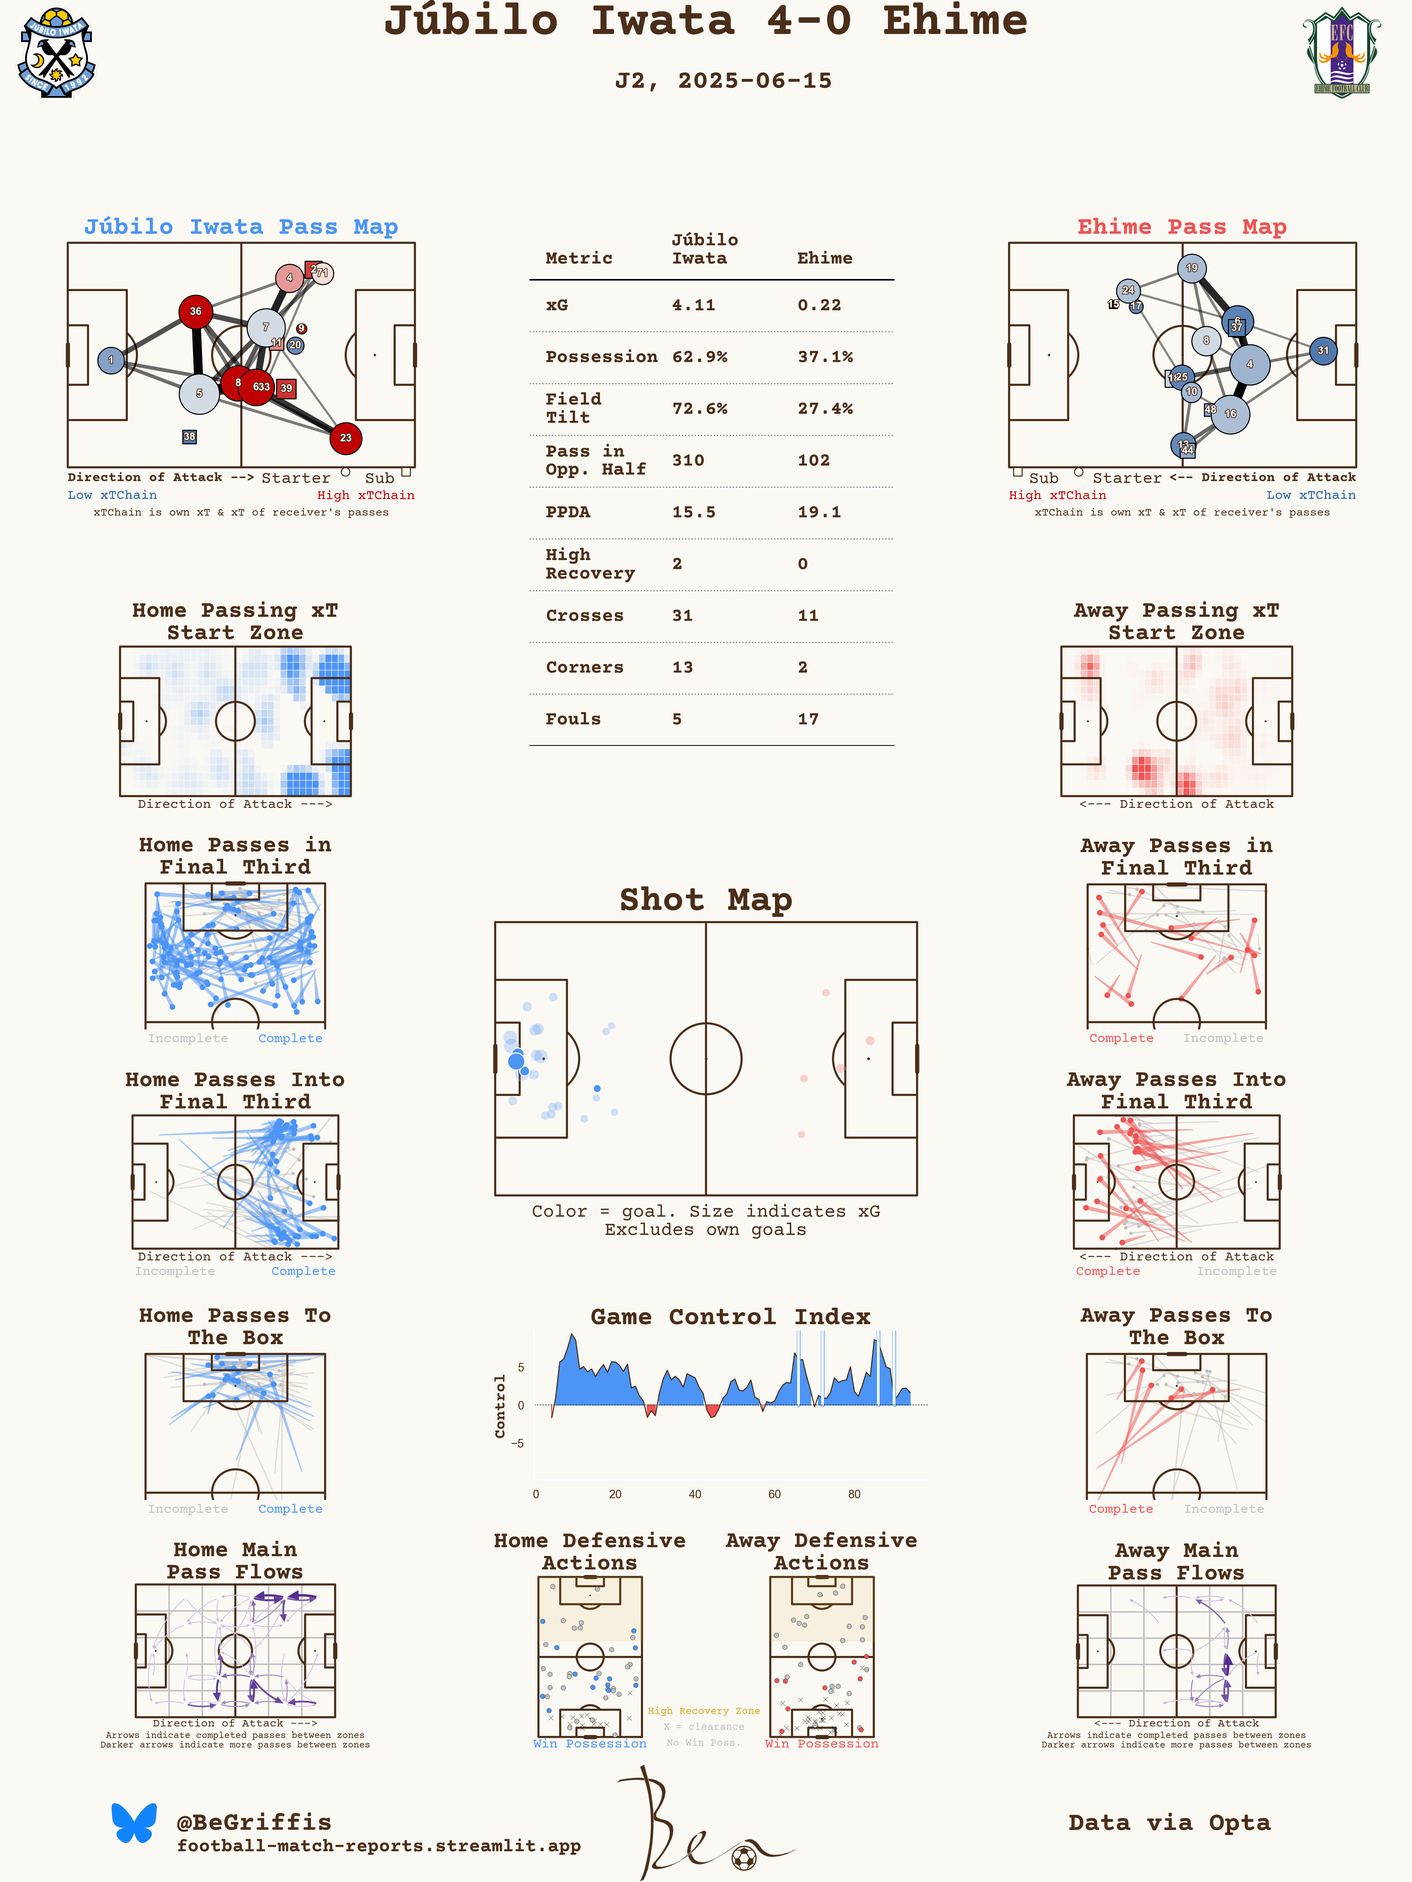 Júbilo Iwata 4-0 Ehime
J2, 2025-06-15
JUBILO IWATA
SINCE 1992
EFC
EHIME FOOTBALL CLUB
Júbilo Iwata Pass Map
36
4
71
7
9
11
20
1
5
8
6
33
39
38
23
Direction of Attack --> Starter Sub
Low xTChain High xTChain
xTChain is own xT & xT of receiver's passes
Metric Júbilo Iwata Ehime
xG 4.11 0.22
Possession 62.9% 37.1%
Field Tilt 72.6% 27.4%
Pass in Opp. Half 310 102
PPDA 15.5 19.1
High Recovery 2 0
Crosses 31 11
Corners 13 2
Fouls 5 17
Ehime Pass Map
19
24
15
17
6
37
8
31
4
25
10
48
16
13
44
Sub Starter <-- Direction of Attack
High xTChain Low xTChain
xTChain is own xT & xT of receiver's passes
Home Passing xT
Start Zone
Direction of Attack --->
Away Passing xT
Start Zone
<--- Direction of Attack
Home Passes in
Final Third
Incomplete Complete
Away Passes in
Final Third
Complete Incomplete
Shot Map
Color = goal. Size indicates xG
Excludes own goals
Home Passes Into
Final Third
Direction of Attack --->
Incomplete Complete
Away Passes Into
Final Third
<--- Direction of Attack
Complete Incomplete
Home Passes To
The Box
Incomplete Complete
Game Control Index
Control
5
0
−5
0 20 40 60 80
Away Passes To
The Box
Complete Incomplete
Home Main
Pass Flows
Direction of Attack --->
Arrows indicate completed passes between zones
Darker arrows indicate more passes between zones
Home Defensive
Actions
Win Possession
Away Defensive
Actions
Win Possession
High Recovery Zone
X = clearance
No Win Poss.
Away Main
Pass Flows
<--- Direction of Attack
Arrows indicate completed passes between zones
Darker arrows indicate more passes between zones
@BeGriffis
football-match-reports.streamlit.app
Ben
Data via Opta